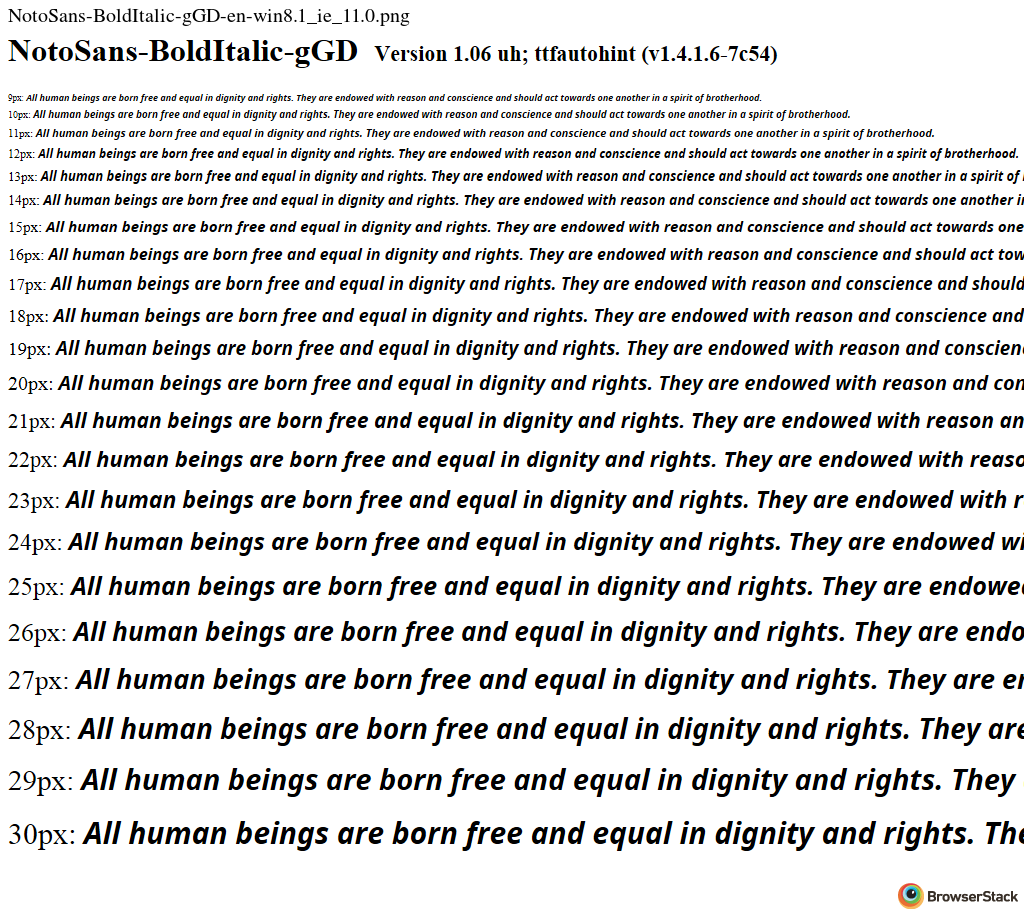 NotoSans-BoldItalic-gGD-en-win8.1_ie_11.0.png
NotoSans-BoldItalic-gGD Version 1.06 uh; ttfautohint (v1.4.1.6-7c54)
9px: All human beings are born free and equal in dignity and rights. They are endowed with reason and conscience and should act towards one another in a spirit of brotherhood.
10px: All human beings are born free and equal in dignity and rights. They are endowed with reason and conscience and should act towards one another in a spirit of brotherhood.
11px: All human beings are born free and equal in dignity and rights. They are endowed with reason and conscience and should act towards one another in a spirit of brotherhood.
12px: All human beings are born free and equal in dignity and rights. They are endowed with reason and conscience and should act towards one another in a spirit of brotherhood.
13px: All human beings are born free and equal in dignity and rights. They are endowed with reason and conscience and should act towards one another in a spirit of
14px: All human beings are born free and equal in dignity and rights. They are endowed with reason and conscience and should act towards one another
15px: All human beings are born free and equal in dignity and rights. They are endowed with reason and conscience and should act towards one
16px: All human beings are born free and equal in dignity and rights. They are endowed with reason and conscience and should act tow
17px: All human beings are born free and equal in dignity and rights. They are endowed with reason and conscience and should
18px: All human beings are born free and equal in dignity and rights. They are endowed with reason and conscience and
19px: All human beings are born free and equal in dignity and rights. They are endowed with reason and conscien
20px: All human beings are born free and equal in dignity and rights. They are endowed with reason and con
21px: All human beings are born free and equal in dignity and rights. They are endowed with reason an
22px: All human beings are born free and equal in dignity and rights. They are endowed with reaso
23px: All human beings are born free and equal in dignity and rights. They are endowed with r
24px: All human beings are born free and equal in dignity and rights. They are endowed wi
25px: All human beings are born free and equal in dignity and rights. They are endowed
26px: All human beings are born free and equal in dignity and rights. They are endo
27px: All human beings are born free and equal in dignity and rights. They are en
28px: All human beings are born free and equal in dignity and rights. They are
29px: All human beings are born free and equal in dignity and rights. They
30px: All human beings are born free and equal in dignity and rights. The
BrowserStack